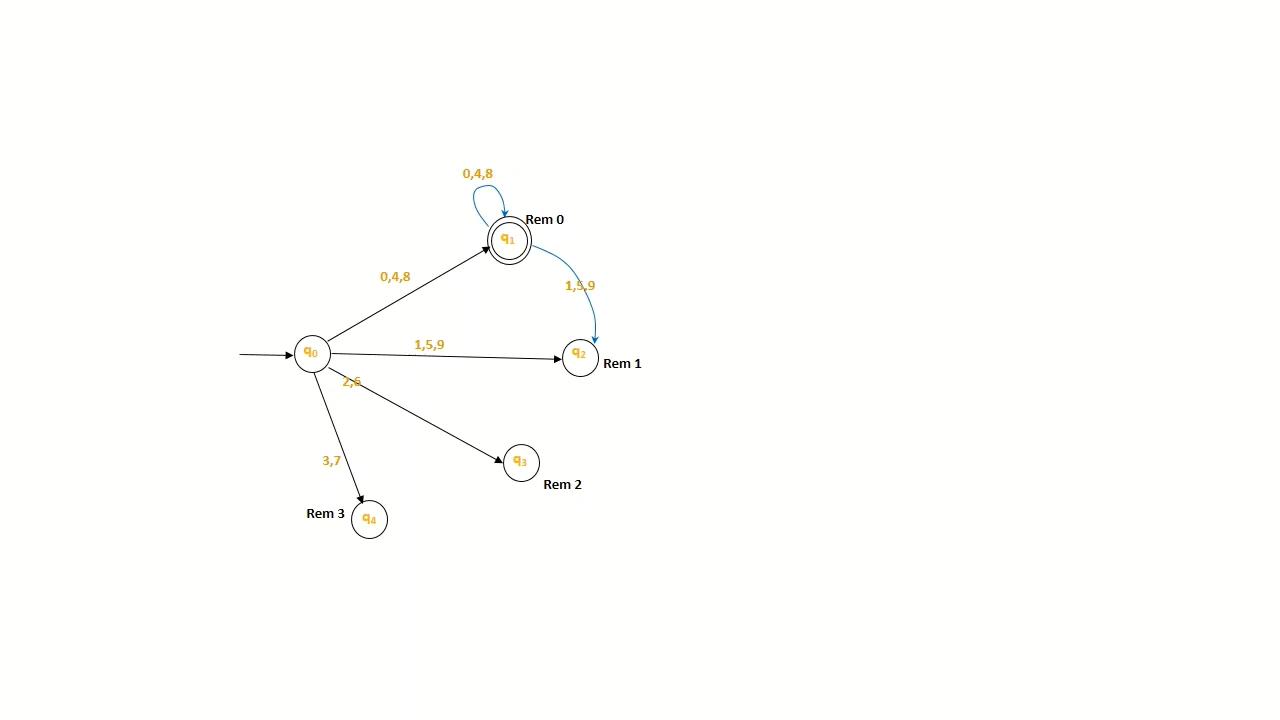 0,4,8
Rem 0
q1
0,4,8
1,5,9
1,5,9
q0
q2
Rem 1
2,6
3,7
q3
Rem 2
Rem 3
q4